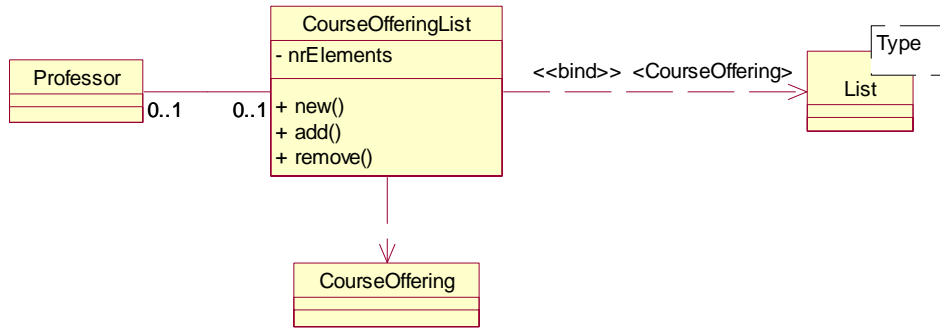 CourseOfferingList
- nrElements
+ new()
+ add()
+ remove()
Professor
0..1
0..1
<<bind>> <CourseOffering>
Type
List
CourseOffering